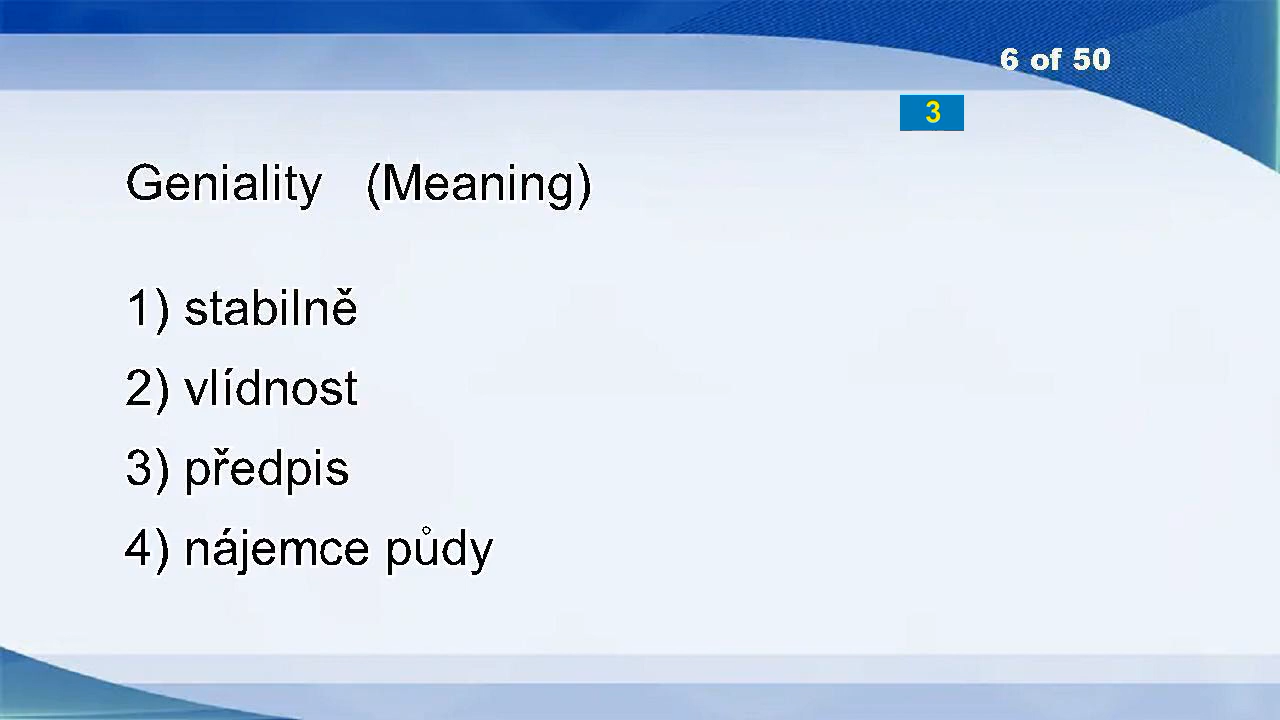 6 of 50
3
Geniality (Meaning)
1) stabilně
2) vlídnost
3) předpis
4) nájemce půdy